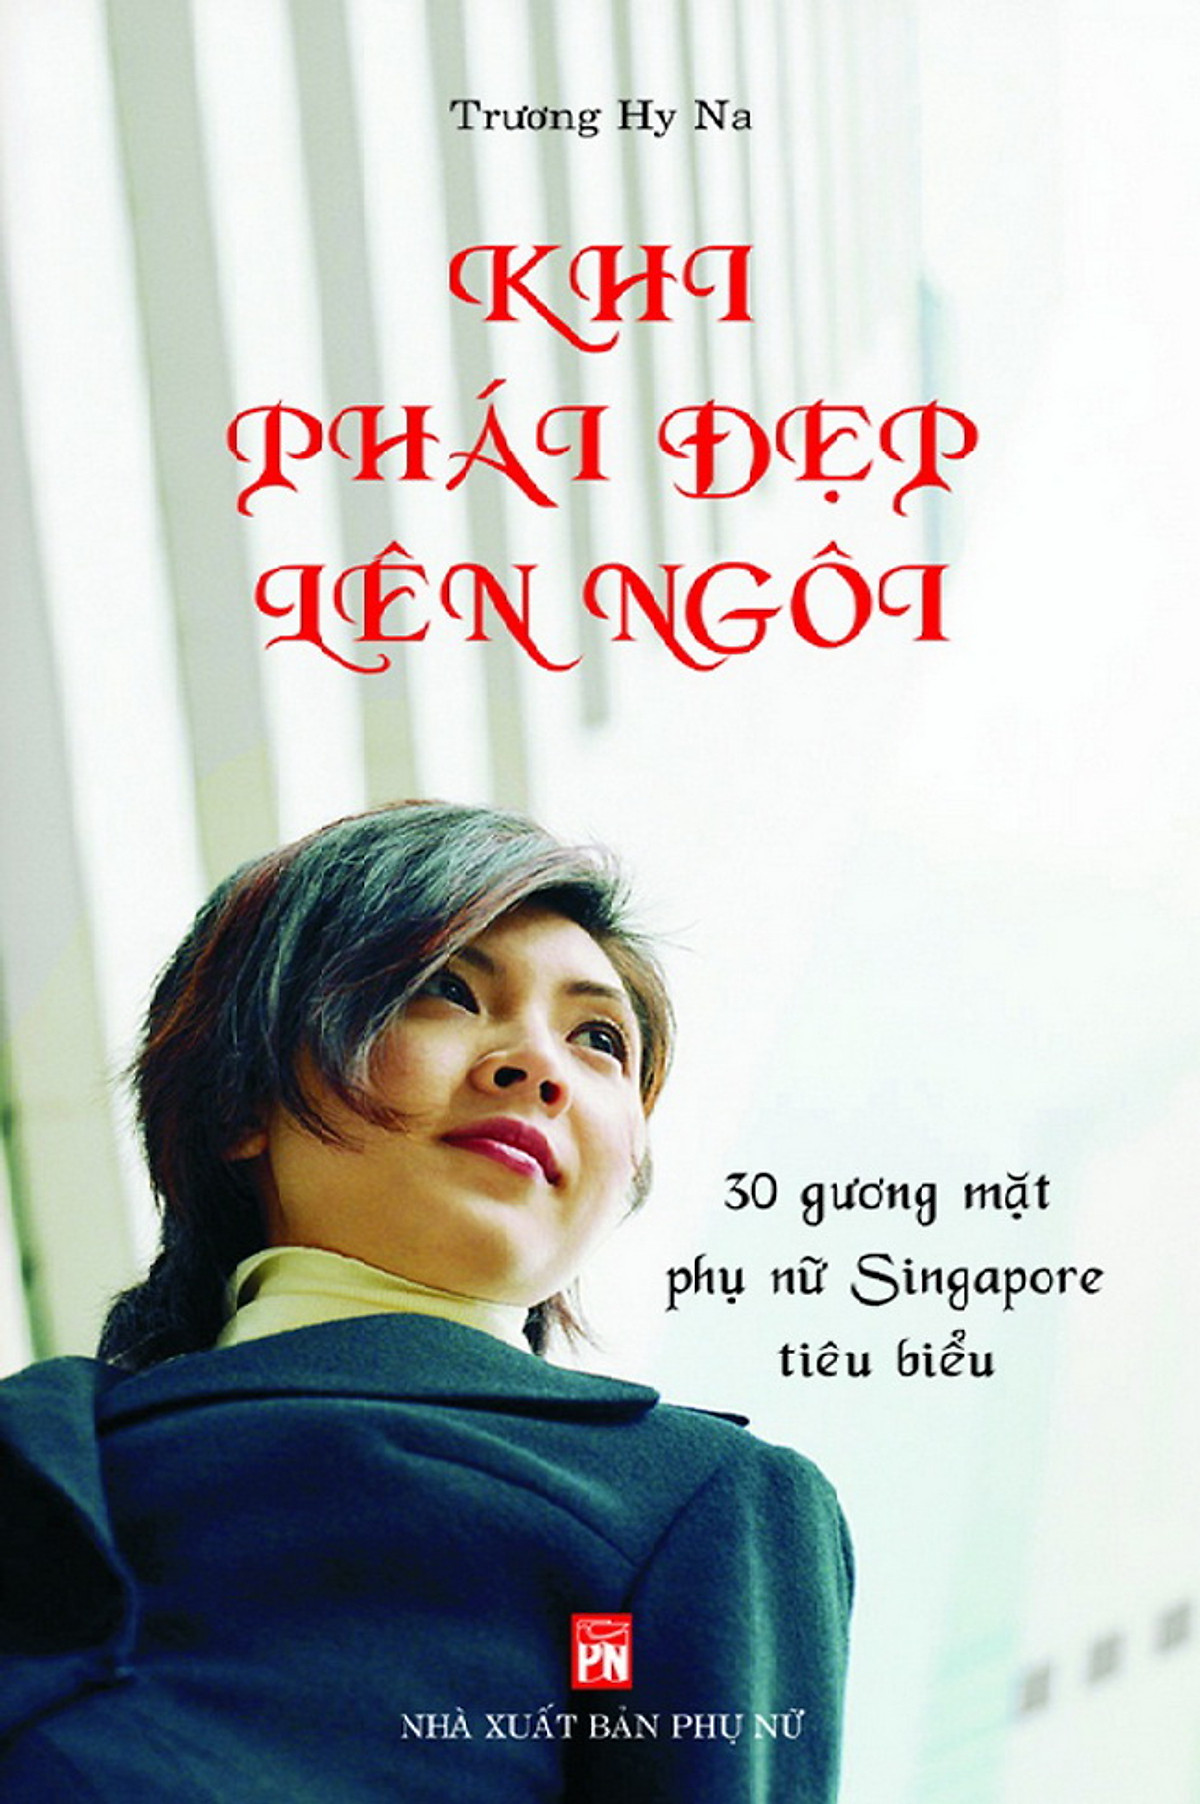 Trương Hy Na
KHI
PHÁI ĐẸP
LÊN NGÔI
30 gương mặt
phụ nữ Singapore
tiêu biểu
PN
NHÀ XUẤT BẢN PHỤ NỮ